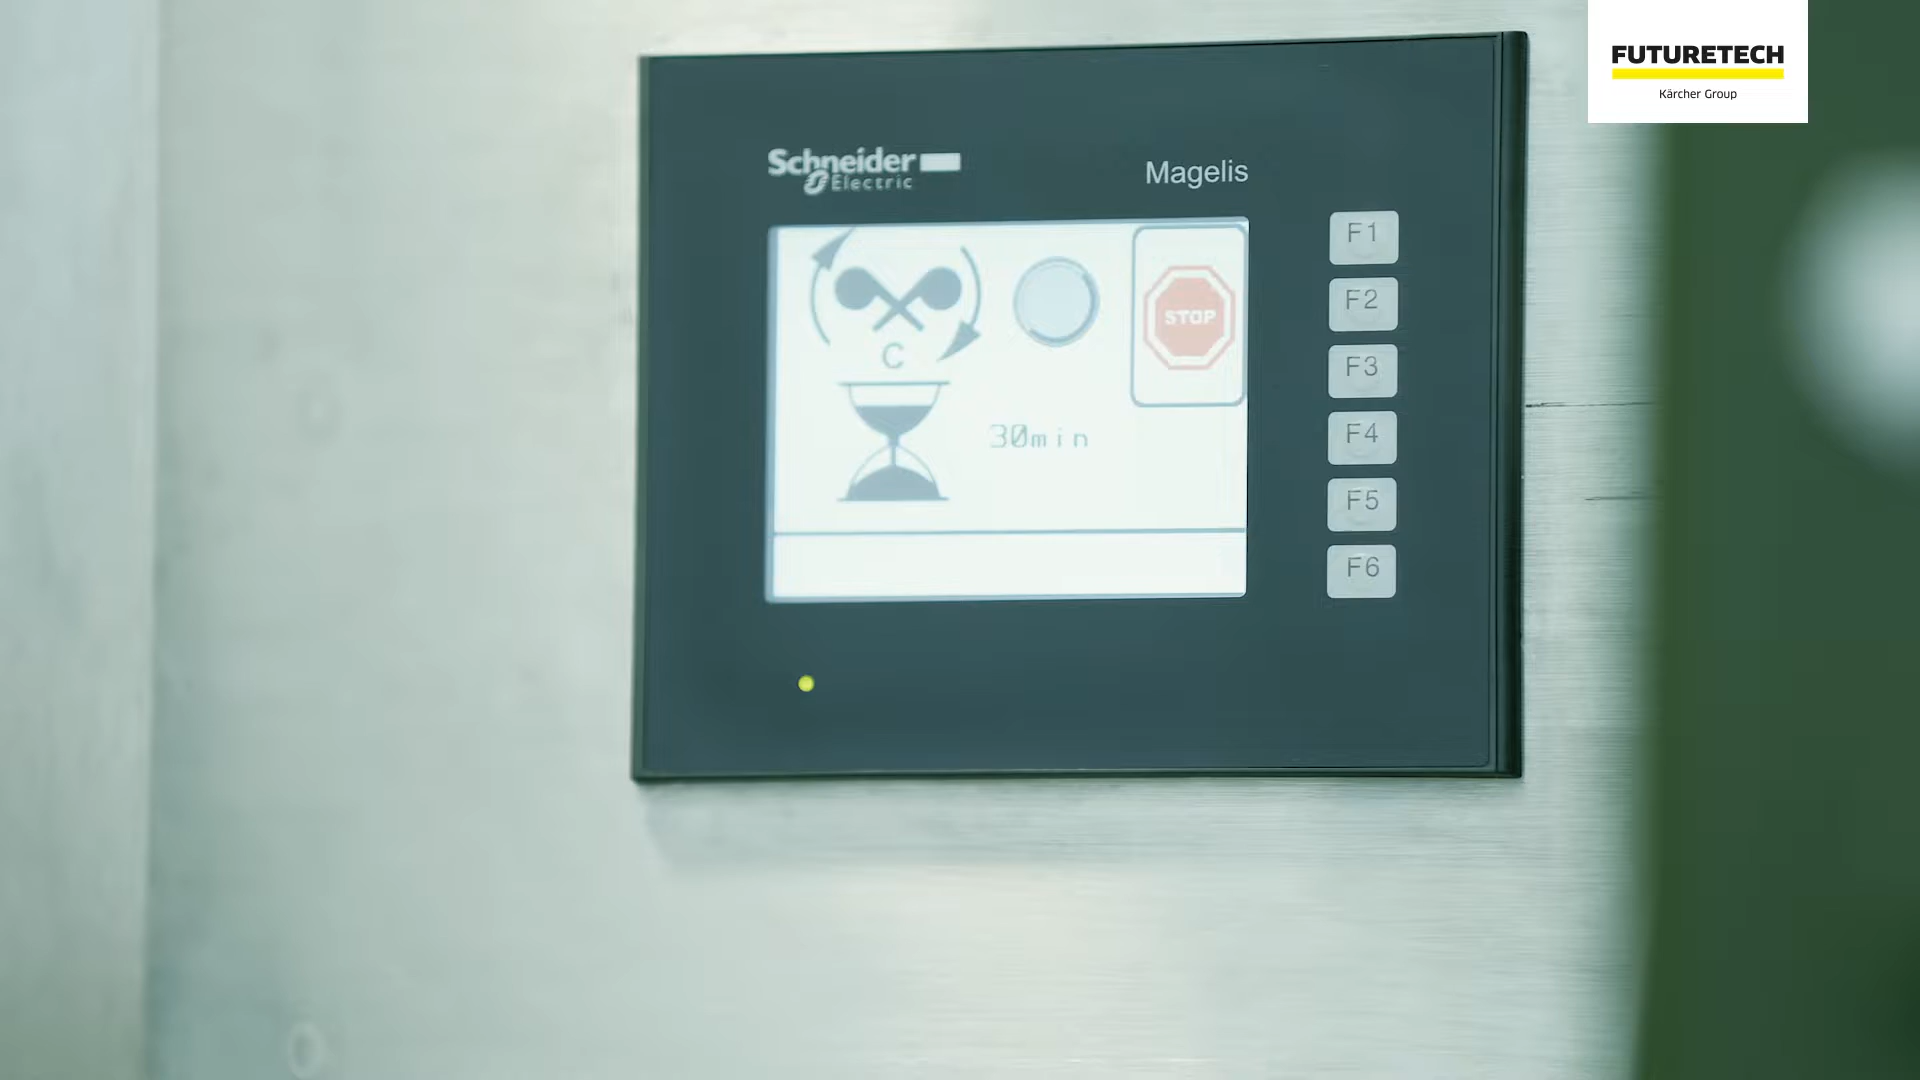 FUTURETECH
Kärcher Group
Schneider
Electric
Magelis
STOP
C
30min
F1
F2
F3
F4
F5
F6